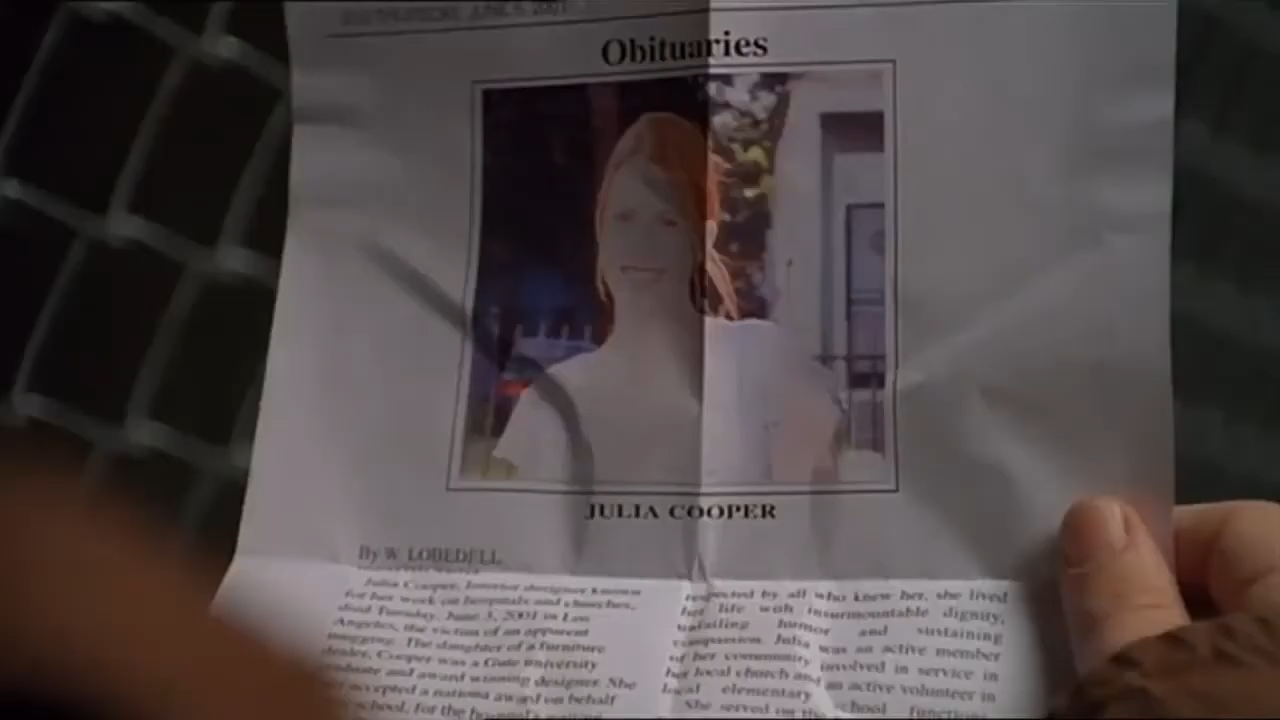 Obituaries
JULIA COOPER
By W. LOBEDELL
Julia Cooper, Interior designer known
for her work on hospitals and churches,
died Tuesday, June 5, 2001 in Los
Angeles, the victim of an apparent
mugging. The daughter of a furniture
dealer, Cooper was a Gute university
graduate and award winning designer. She
accepted a national award on behalf
school, for the hospital's
respected by all who knew her, she lived
her life with insurmountable dignity,
unfailing humor and sustaining
compassion. Julia was an active member
of her community involved in service in
her local church and an active volunteer in
local elementary school functions.
She served on the